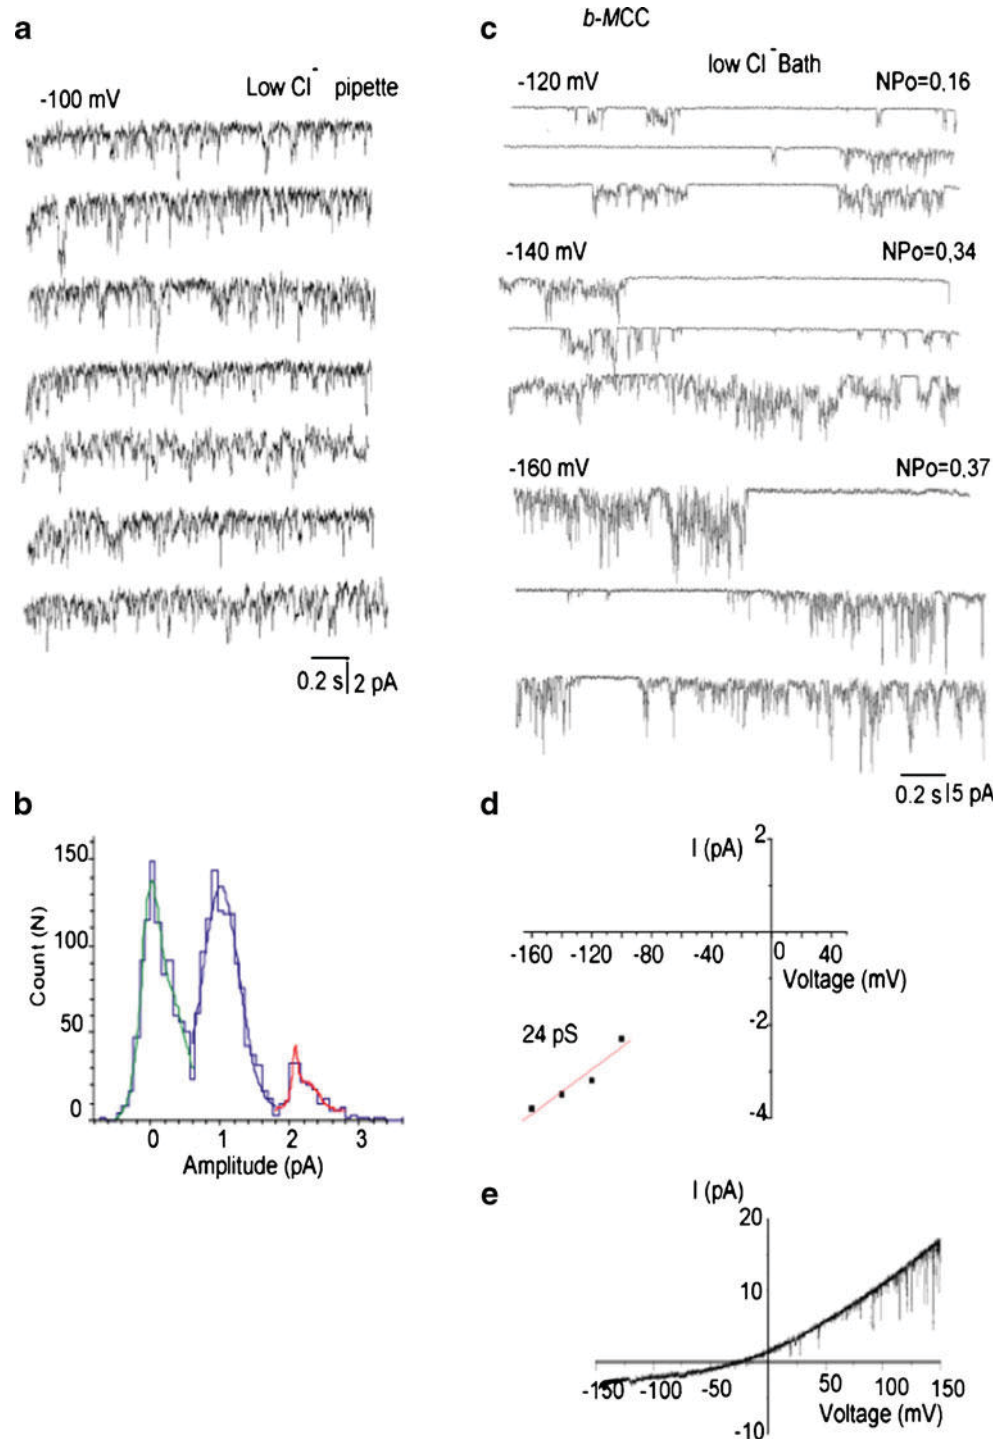 a
-100 mV
Low Cl⁻ pipette
0.2 s 2 pA
b
150
100
50
0
Count (N)
0 1 2 3
Amplitude (pA)
b-MCC
c
low Cl⁻ Bath
-120 mV NPo=0,16
-140 mV NPo=0,34
-160 mV NPo=0,37
0.2 s 5 pA
d
I (pA)
2
-160 -120 -80 -40 0 40
Voltage (mV)
-2
24 pS
-4
e
I (pA)
20
10
-150 -100 -50 50 100 150
Voltage (mV)
-10